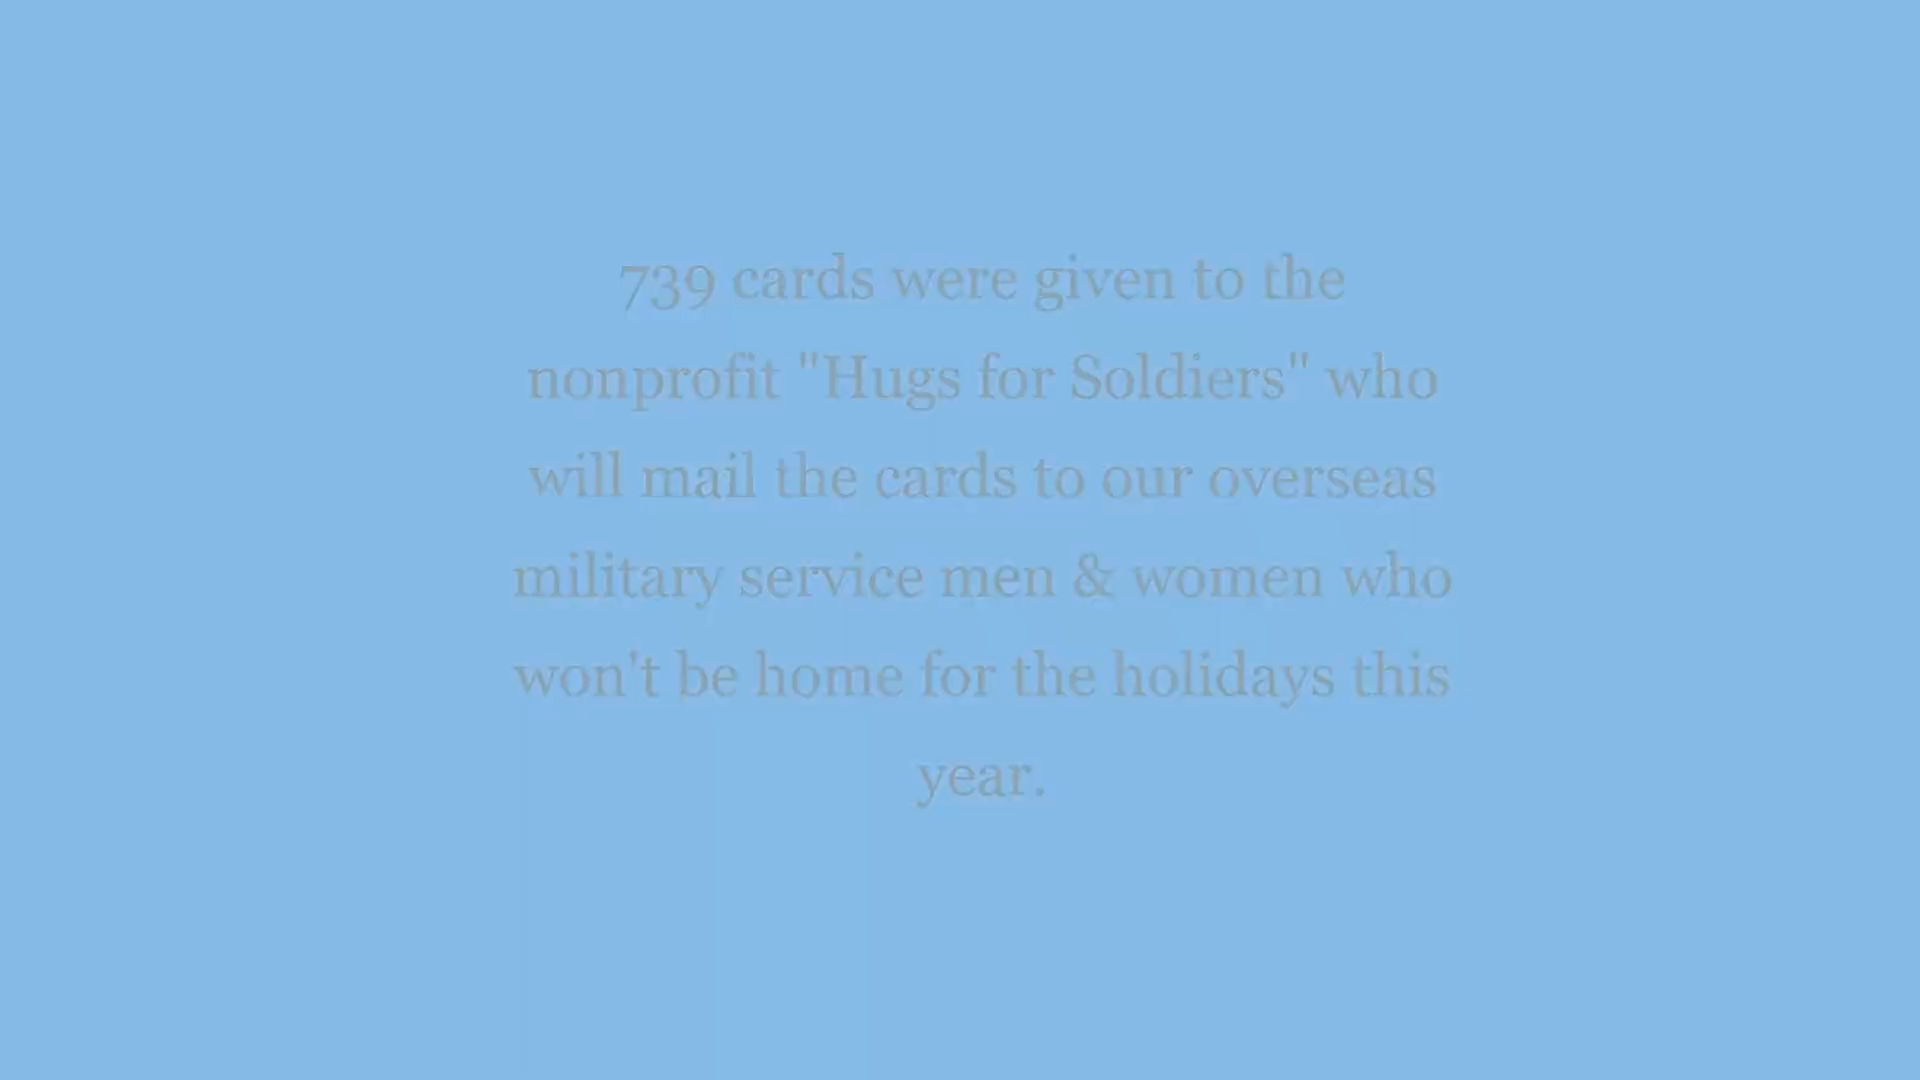 739 cards were given to the
nonprofit "Hugs for Soldiers" who
will mail the cards to our overseas
military service men & women who
won't be home for the holidays this
year.